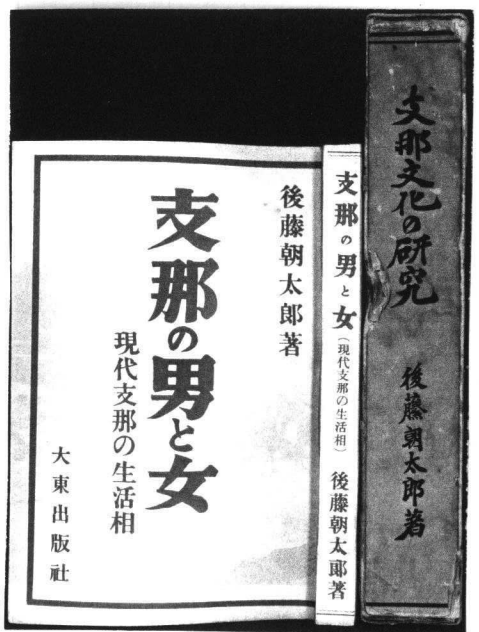 支那文化の研究
後藤朝太郎著
支那の男と女(現代支那の生活相)
後藤朝太郎著
後藤朝太郎著
支那の男と女
現代支那の生活相
大東出版社